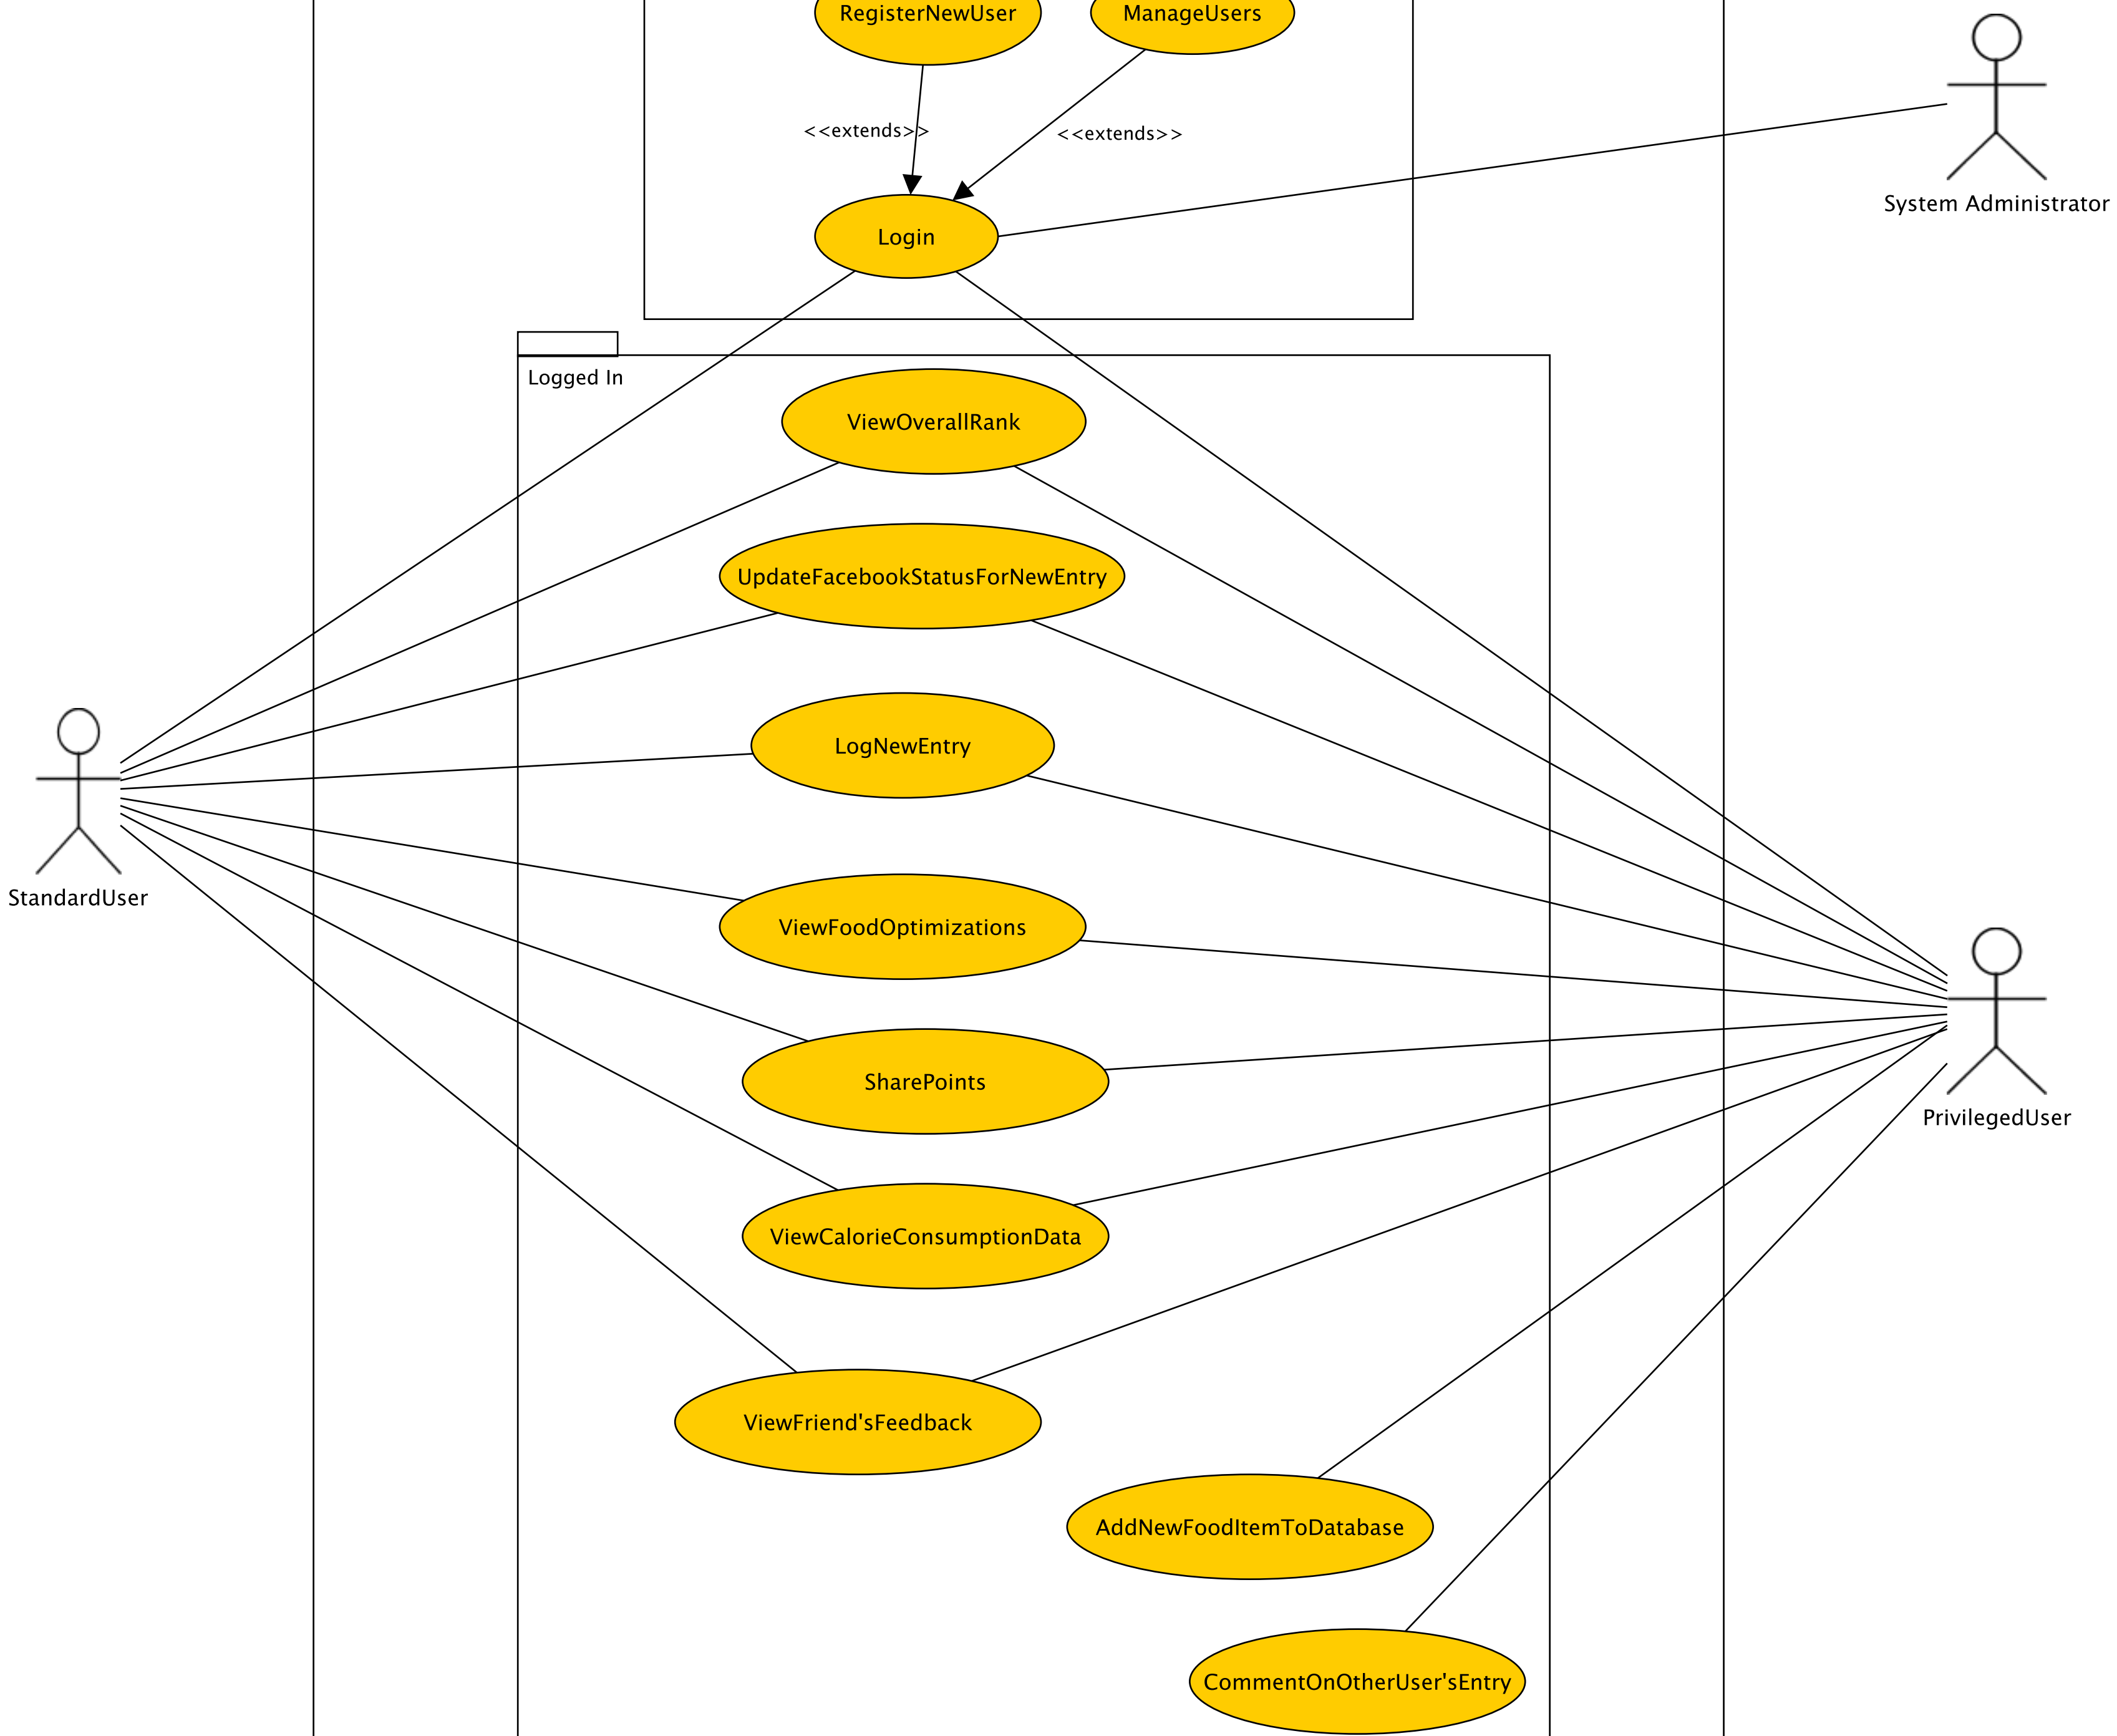 RegisterNewUser
ManageUsers
<<extends>>
<<extends>>
System Administrator
Login
Logged In
ViewOverallRank
UpdateFacebookStatusForNewEntry
LogNewEntry
StandardUser
ViewFoodOptimizations
SharePoints
PrivilegedUser
ViewCalorieConsumptionData
ViewFriend'sFeedback
AddNewFoodItemToDatabase
CommentOnOtherUser'sEntry